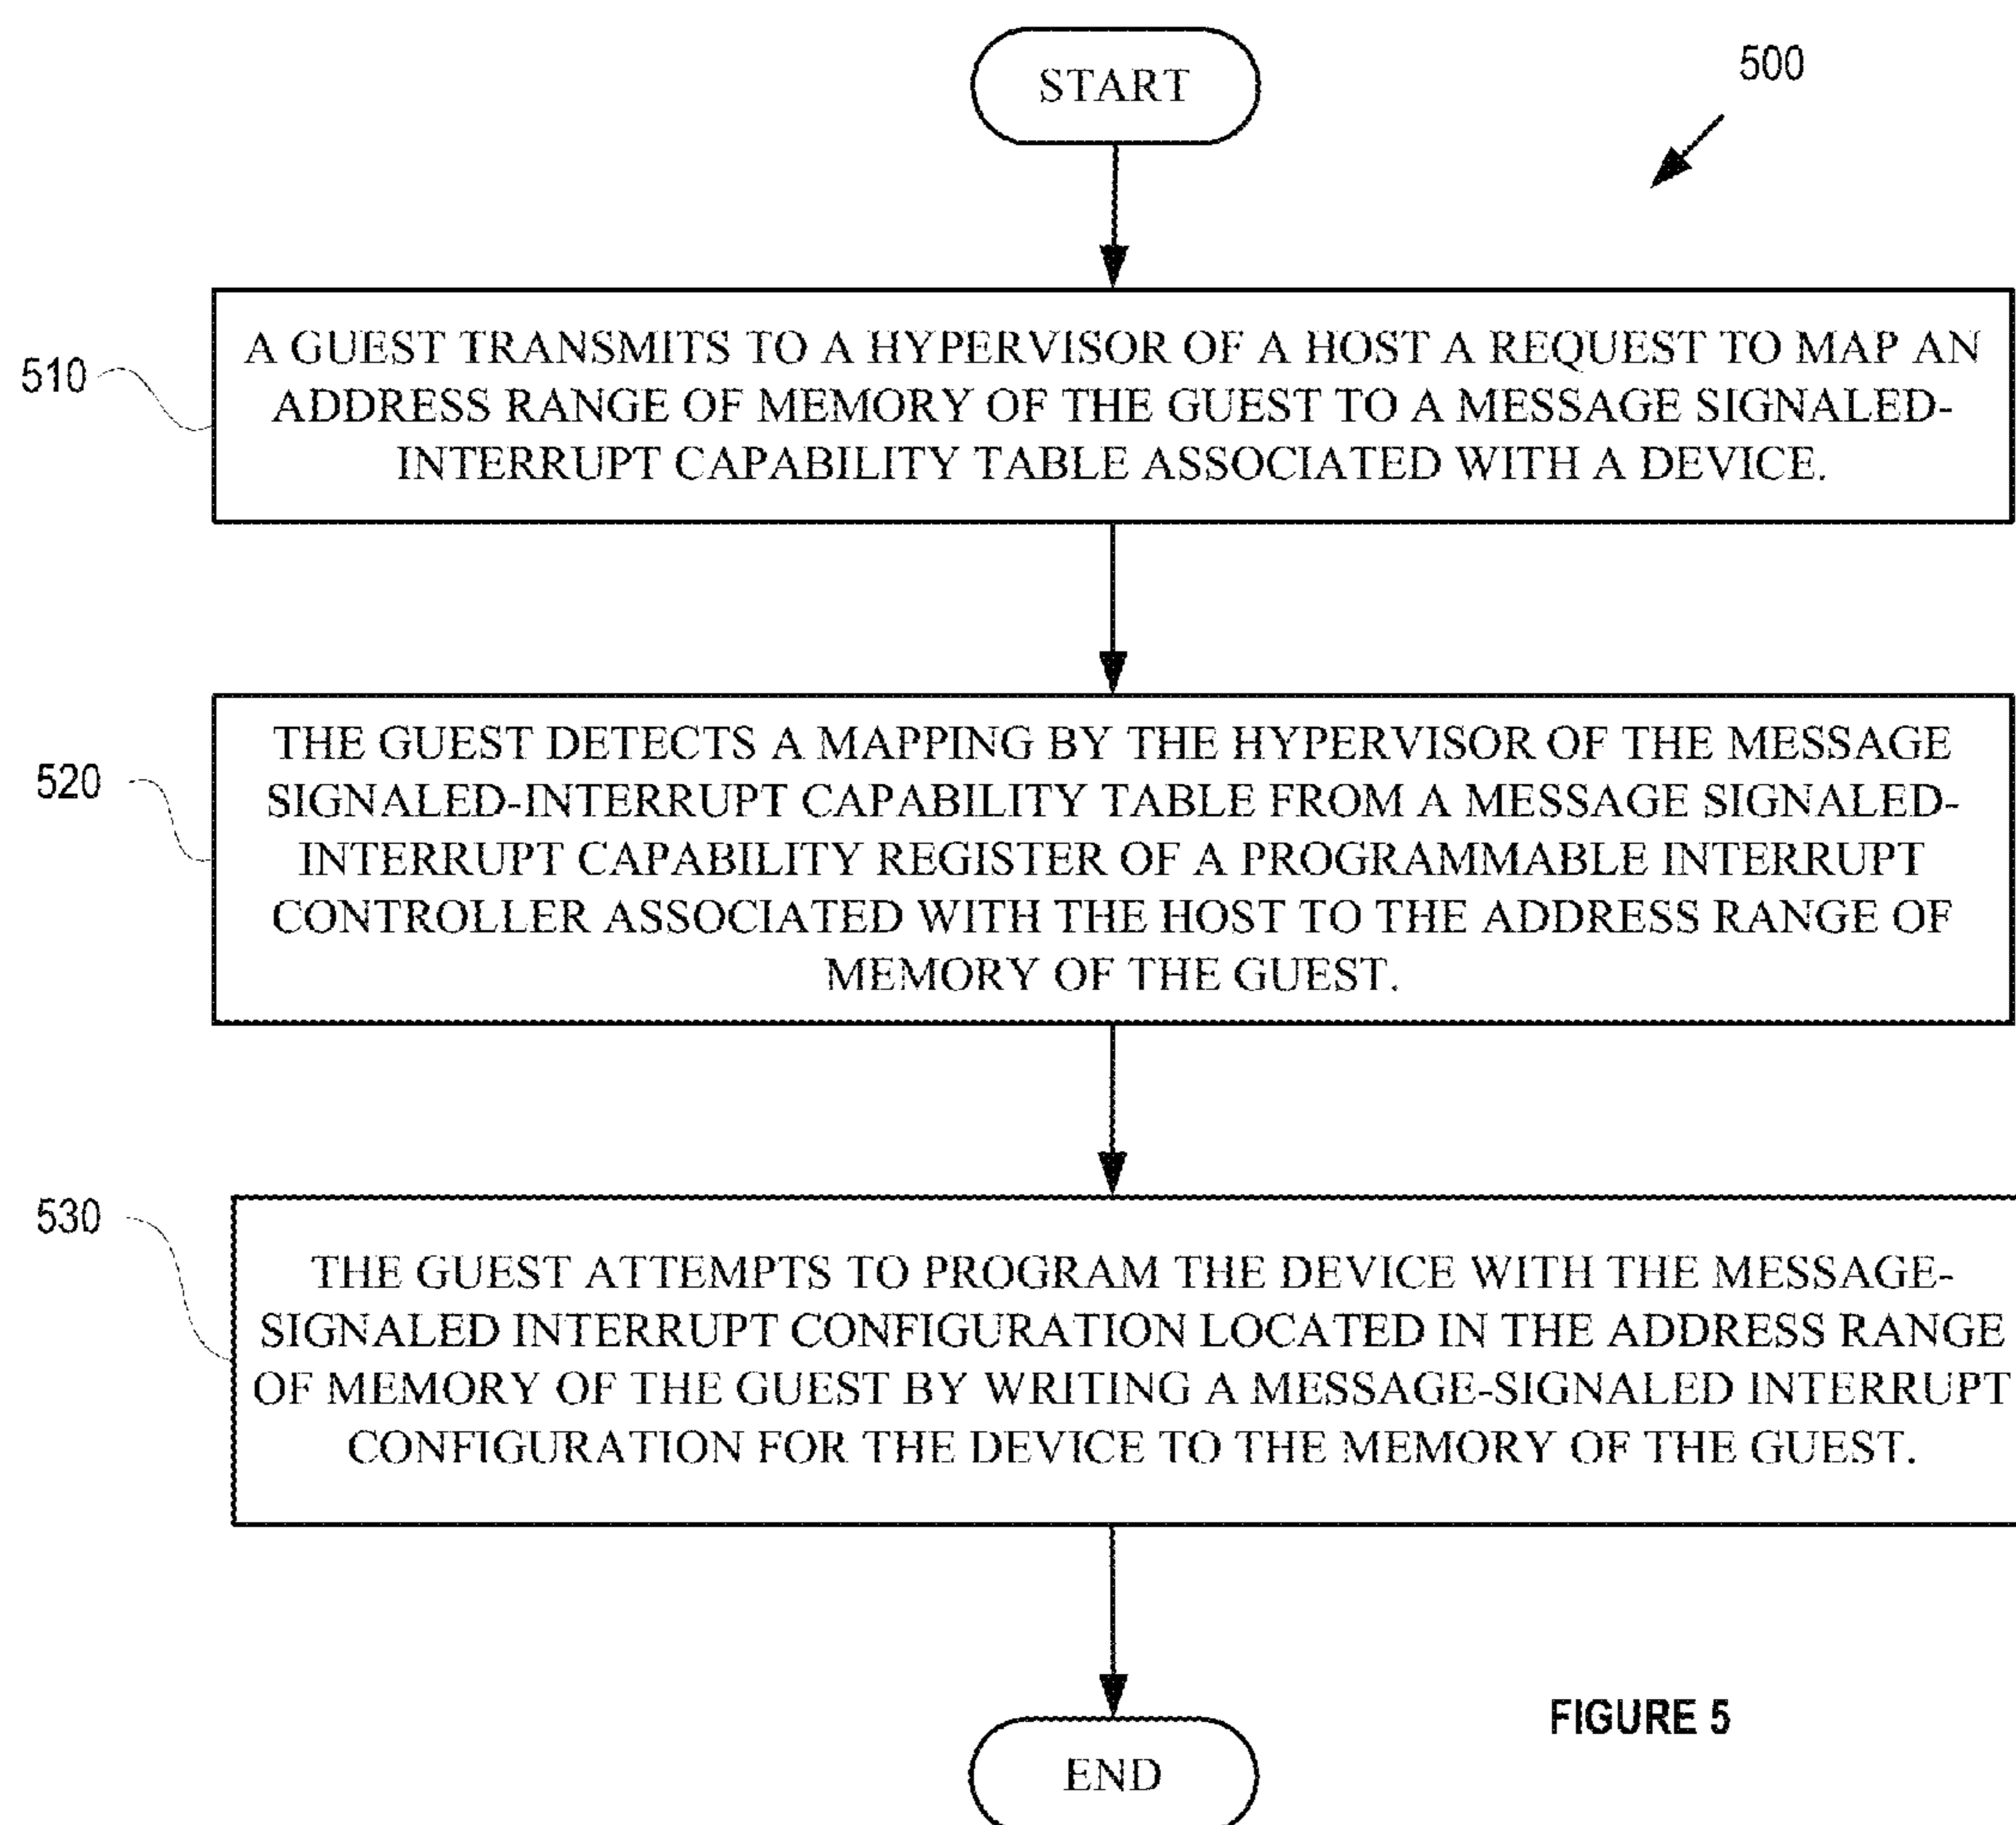 START
500
510
A GUEST TRANSMITS TO A HYPERVISOR OF A HOST A REQUEST TO MAP AN
ADDRESS RANGE OF MEMORY OF THE GUEST TO A MESSAGE SIGNALED-
INTERRUPT CAPABILITY TABLE ASSOCIATED WITH A DEVICE.
520
THE GUEST DETECTS A MAPPING BY THE HYPERVISOR OF THE MESSAGE
SIGNALED-INTERRUPT CAPABILITY TABLE FROM A MESSAGE SIGNALED-
INTERRUPT CAPABILITY REGISTER OF A PROGRAMMABLE INTERRUPT
CONTROLLER ASSOCIATED WITH THE HOST TO THE ADDRESS RANGE OF
MEMORY OF THE GUEST.
530
THE GUEST ATTEMPTS TO PROGRAM THE DEVICE WITH THE MESSAGE-
SIGNALED INTERRUPT CONFIGURATION LOCATED IN THE ADDRESS RANGE
OF MEMORY OF THE GUEST BY WRITING A MESSAGE-SIGNALED INTERRUPT
CONFIGURATION FOR THE DEVICE TO THE MEMORY OF THE GUEST.
FIGURE 5
END